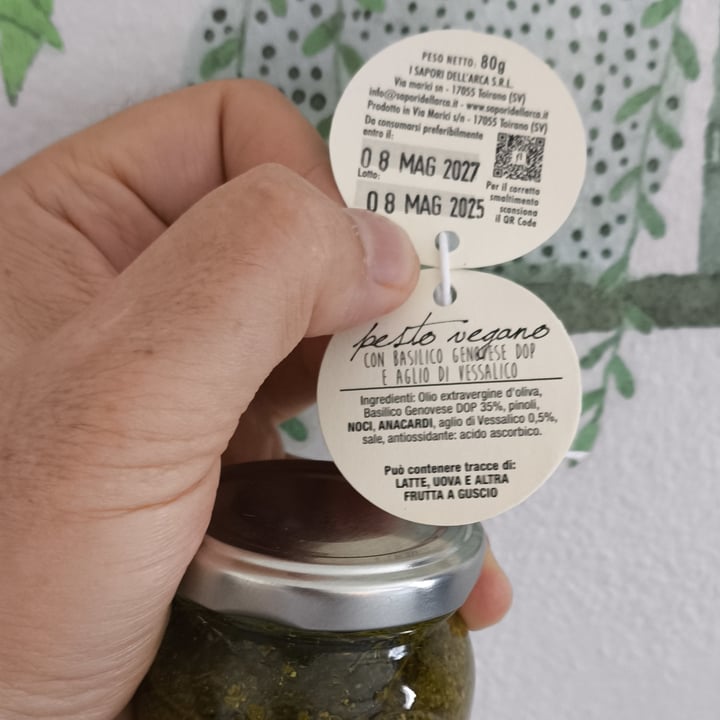 PESO NETTO: 80g
I SAPORI DELL'ARCA S.R.L.
Via marici sn - 17055 Toirano (SV)
info@saporidellarca.it - www.saporidellarca.it
Prodotto in Via Marici s/n - 17055 Toirano (SV)
Da consumarsi preferibilmente
entro il:
0 8 MAG 2027
Lotto:
0 8 MAG 2025
Per il corretto
smaltimento
scansiona
il QR Code
pesto vegano
CON BASILICO GENOVESE DOP
E AGLIO DI VESSALICO
Ingredienti: Olio extravergine d'oliva,
Basilico Genovese DOP 35%, pinoli,
NOCI, ANACARDI, aglio di Vessalico 0,5%,
sale, antiossidante: acido ascorbico.
Può contenere tracce di:
LATTE, UOVA E ALTRA
FRUTTA A GUSCIO